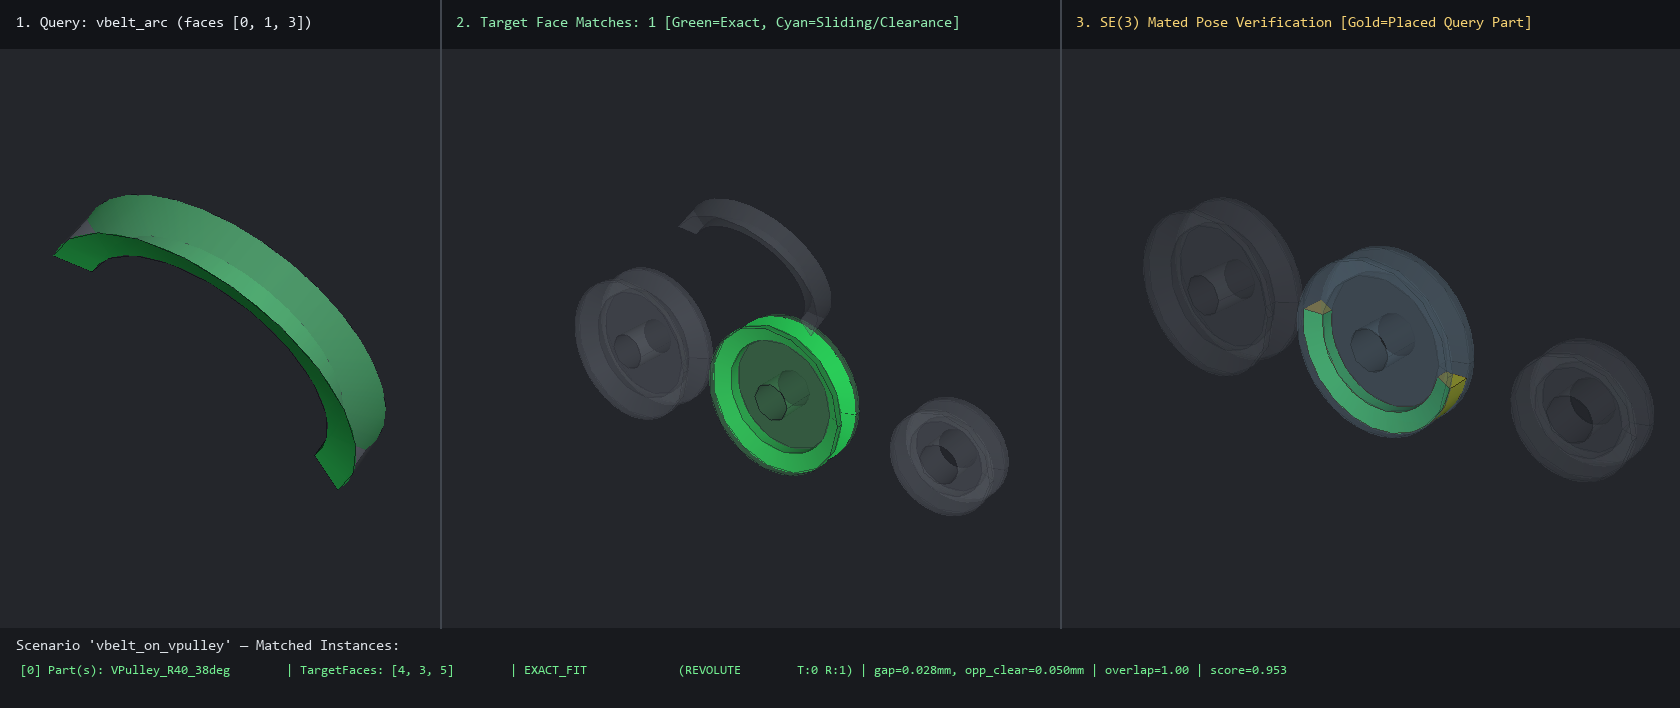 1. Query: vbelt_arc (faces [0, 1, 3])
2. Target Face Matches: 1 [Green=Exact, Cyan=Sliding/Clearance]
3. SE(3) Mated Pose Verification [Gold=Placed Query Part]
Scenario 'vbelt_on_vpulley' — Matched Instances:
[0] Part(s): VPulley_R40_38deg | TargetFaces: [4, 3, 5] | EXACT_FIT (REVOLUTE T:0 R:1) | gap=0.028mm, opp_clear=0.050mm | overlap=1.00 | score=0.953